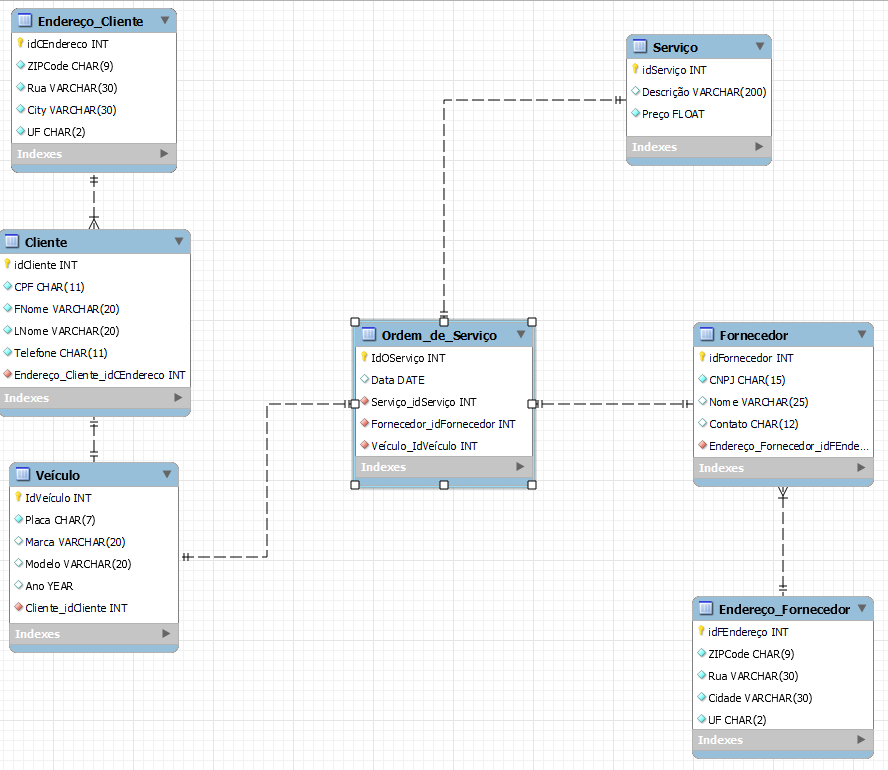 Endereço_Cliente
idCEndereco INT
ZIPCode CHAR(9)
Rua VARCHAR(30)
City VARCHAR(30)
UF CHAR(2)
Indexes
Cliente
idCliente INT
CPF CHAR(11)
FNome VARCHAR(20)
LNome VARCHAR(20)
Telefone CHAR(11)
Endereço_Cliente_idCEndereco INT
Indexes
Veículo
IdVeículo INT
Placa CHAR(7)
Marca VARCHAR(20)
Modelo VARCHAR(20)
Ano YEAR
Cliente_idCliente INT
Indexes
Serviço
idServiço INT
Descrição VARCHAR(200)
Preço FLOAT
Indexes
Ordem_de_Serviço
IdOServiço INT
Data DATE
Serviço_idServiço INT
Fornecedor_idFornecedor INT
Veículo_IdVeículo INT
Indexes
Fornecedor
idFornecedor INT
CNPJ CHAR(15)
Nome VARCHAR(25)
Contato CHAR(12)
Endereço_Fornecedor_idFEnde...
Indexes
Endereço_Fornecedor
idFEndereço INT
ZIPCode CHAR(9)
Rua VARCHAR(30)
Cidade VARCHAR(30)
UF CHAR(2)
Indexes